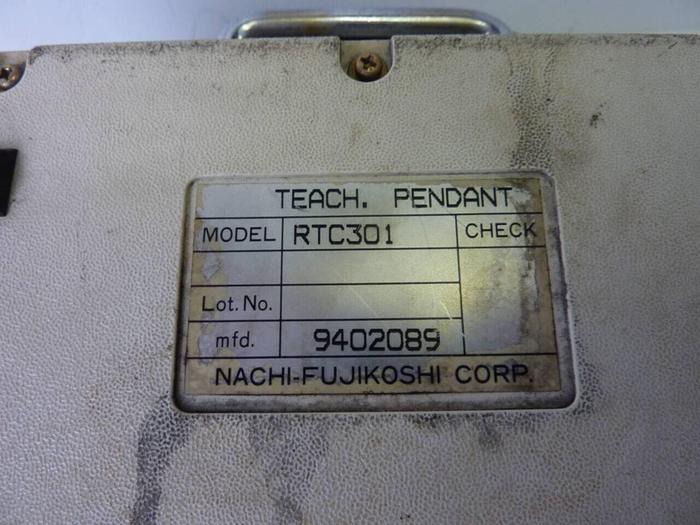 TEACH. PENDANT
MODEL RTC301 CHECK
Lot. No.
mfd. 9402089
NACHI-FUJIKOSHI CORP.